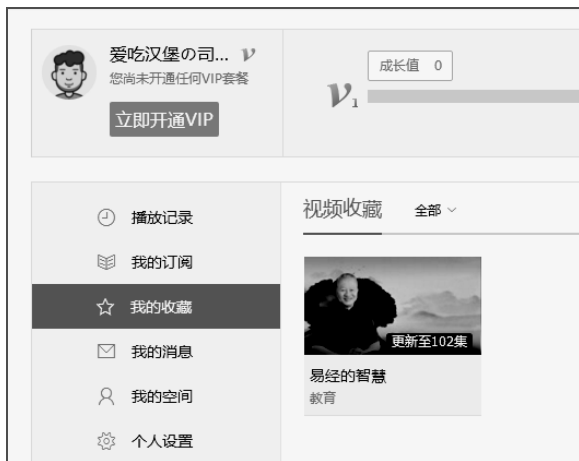 爱吃汉堡の司... V
您尚未开通任何VIP套餐
立即开通VIP
成长值 0
V1
播放记录
我的订阅
我的收藏
我的消息
我的空间
个人设置
视频收藏 全部
更新至102集
易经的智慧
教育